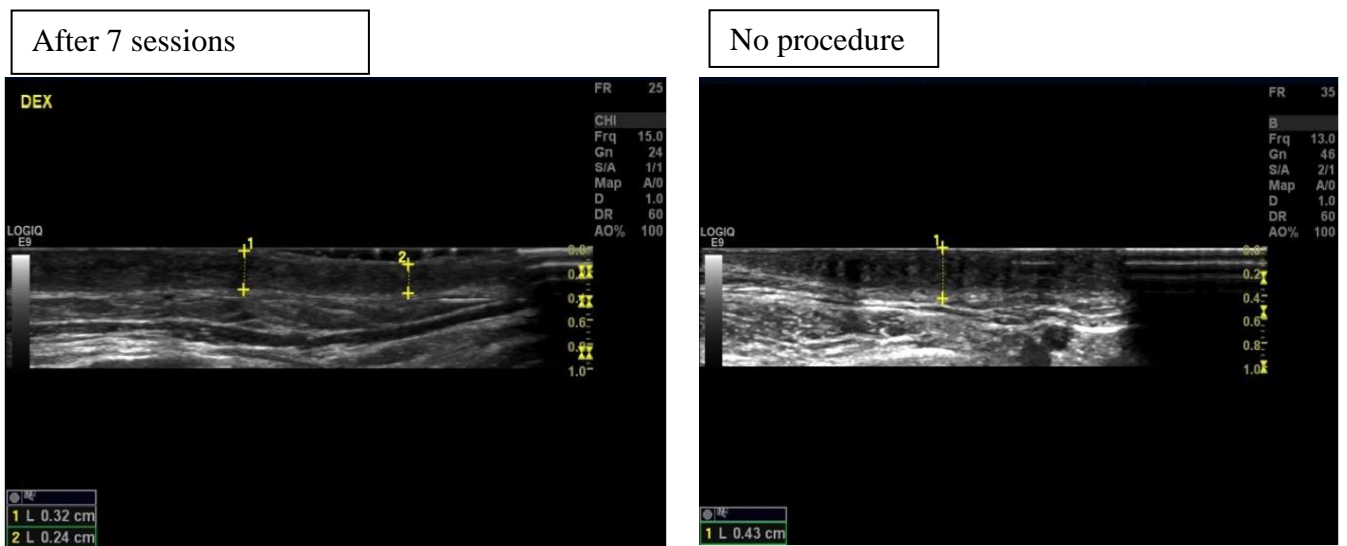 After 7 sessions
No procedure
DEX
FR 25
CHI
Frq 15.0
Gn 24
S/A 1/1
Map A/0
D 1.0
DR 60
AO% 100
LOGIQ
E9
1
2
0.0
0.2
0.4
0.6
0.8
1.0
1 L 0.32 cm
2 L 0.24 cm
FR 35
B
Frq 13.0
Gn 46
S/A 2/1
Map A/0
D 1.0
DR 60
AO% 100
LOGIQ
E9
1
0.0
0.2
0.4
0.6
0.8
1.0
1 L 0.43 cm